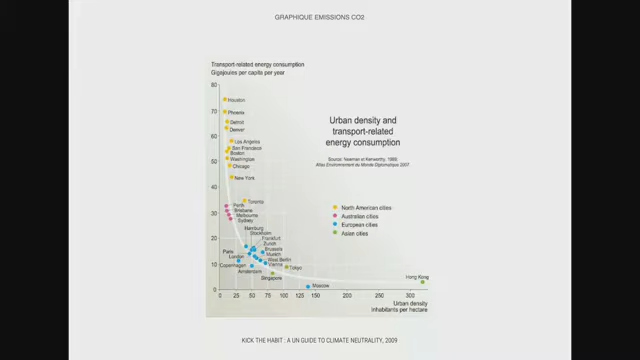 GRAPHIQUE EMISSIONS CO2
Transport-related energy consumption
Gigajoules per capita per year
80
Houston
70
Phoenix
Detroit
Denver
60
Urban density and
transport-related
energy consumption
Los Angeles
San Francisco
Boston
50
Washington
Chicago
Source: Newman et Kenworthy, 1989;
Atlas Environnement du Monde Diplomatique 2007.
New York
40
Toronto
Perth
Brisbane
Melbourne
Sydney
30
North American cities
Australian cities
European cities
Asian cities
Hamburg
Stockholm
Frankfurt
Zurich
20
Brussels
Paris
Munich
London
West Berlin
Copenhagen
Vienna
10
Amsterdam
Tokyo
Singapore
Hong Kong
Moscow
0
0 25 50 75 100 150 200 250 300
Urban density
inhabitants per hectare
KICK THE HABIT : A UN GUIDE TO CLIMATE NEUTRALITY, 2009